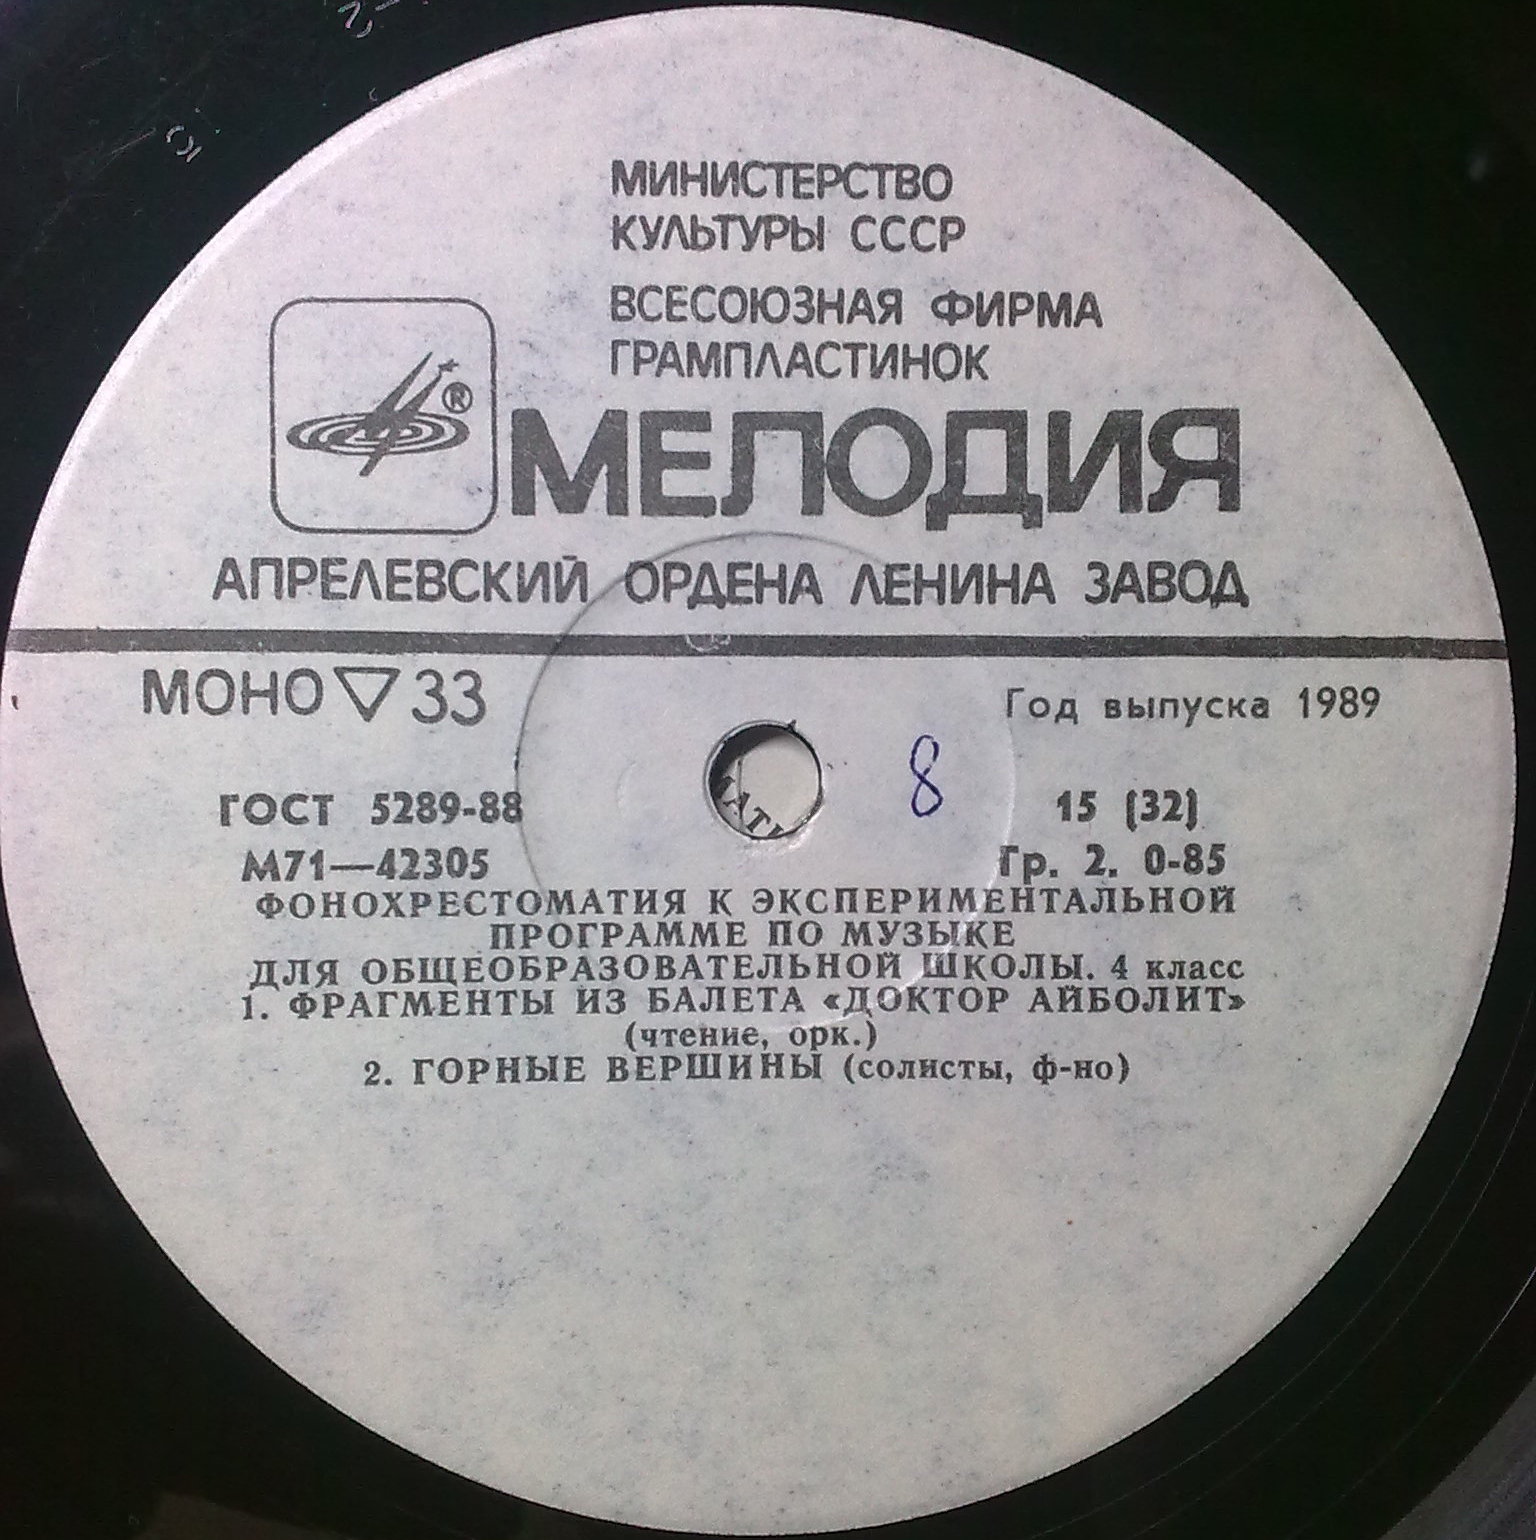 МИНИСТЕРСТВО
КУЛЬТУРЫ СССР
ВСЕСОЮЗНАЯ ФИРМА
ГРАМПЛАСТИНОК
®
МЕЛОДИЯ
АПРЕЛЕВСКИЙ ОРДЕНА ЛЕНИНА ЗАВОД
МОНО ▽ 33
Год выпуска 1989
8
ГОСТ 5289-88
15 (32)
М71—42305
Гр. 2. 0-85
ФОНОХРЕСТОМАТИЯ К ЭКСПЕРИМЕНТАЛЬНОЙ
ПРОГРАММЕ ПО МУЗЫКЕ
ДЛЯ ОБЩЕОБРАЗОВАТЕЛЬНОЙ ШКОЛЫ. 4 класс
1. ФРАГМЕНТЫ ИЗ БАЛЕТА «ДОКТОР АЙБОЛИТ»
(чтение, орк.)
2. ГОРНЫЕ ВЕРШИНЫ (солисты, ф-но)